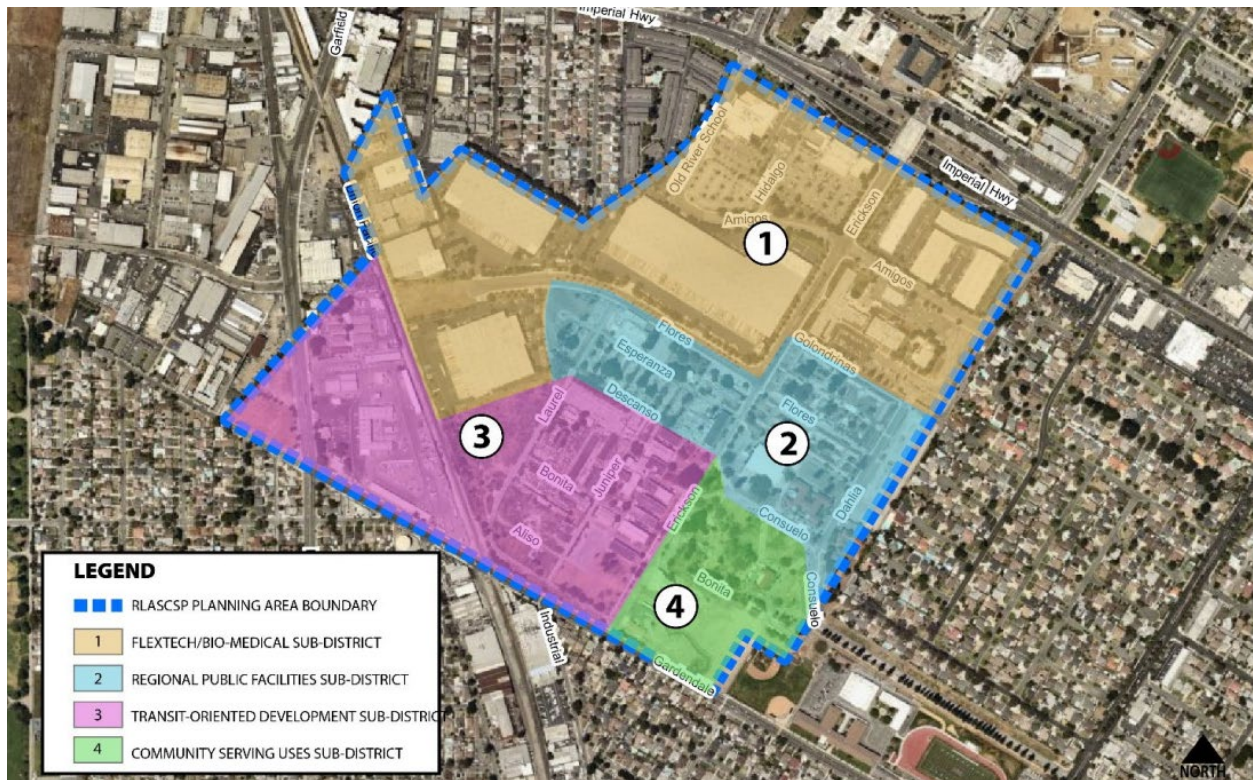 Imperial Hwy
Garfield
Old River School
Hidalgo
Imperial Hwy
Amigos
Erickson
1
Amigos
Flores
Golondrinas
Esperanza
Descanso
Flores
Laurel
3
2
Bonita
Juniper
Erickson
Dahlia
Consuelo
Aliso
Bonita
Consuelo
4
Industrial
Gardendale
LEGEND
RLASCSP PLANNING AREA BOUNDARY
1 FLEXTECH/BIO-MEDICAL SUB-DISTRICT
2 REGIONAL PUBLIC FACILITIES SUB-DISTRICT
3 TRANSIT-ORIENTED DEVELOPMENT SUB-DISTRICT
4 COMMUNITY SERVING USES SUB-DISTRICT
NORTH